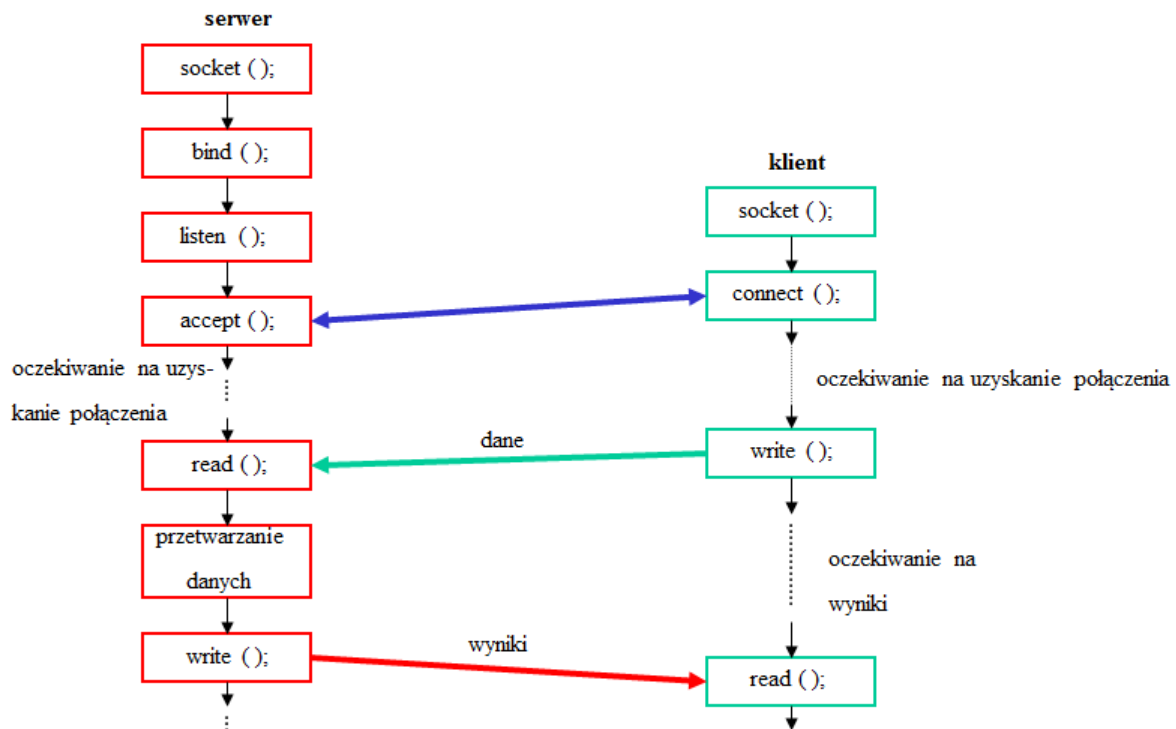 serwer
socket ( );
bind ( );
listen ( );
accept ( );
oczekiwanie na uzys-
kanie połączenia
read ( );
przetwarzanie
danych
write ( );
klient
socket ( );
connect ( );
oczekiwanie na uzyskanie połączenia
dane
write ( );
oczekiwanie na
wyniki
wyniki
read ( );